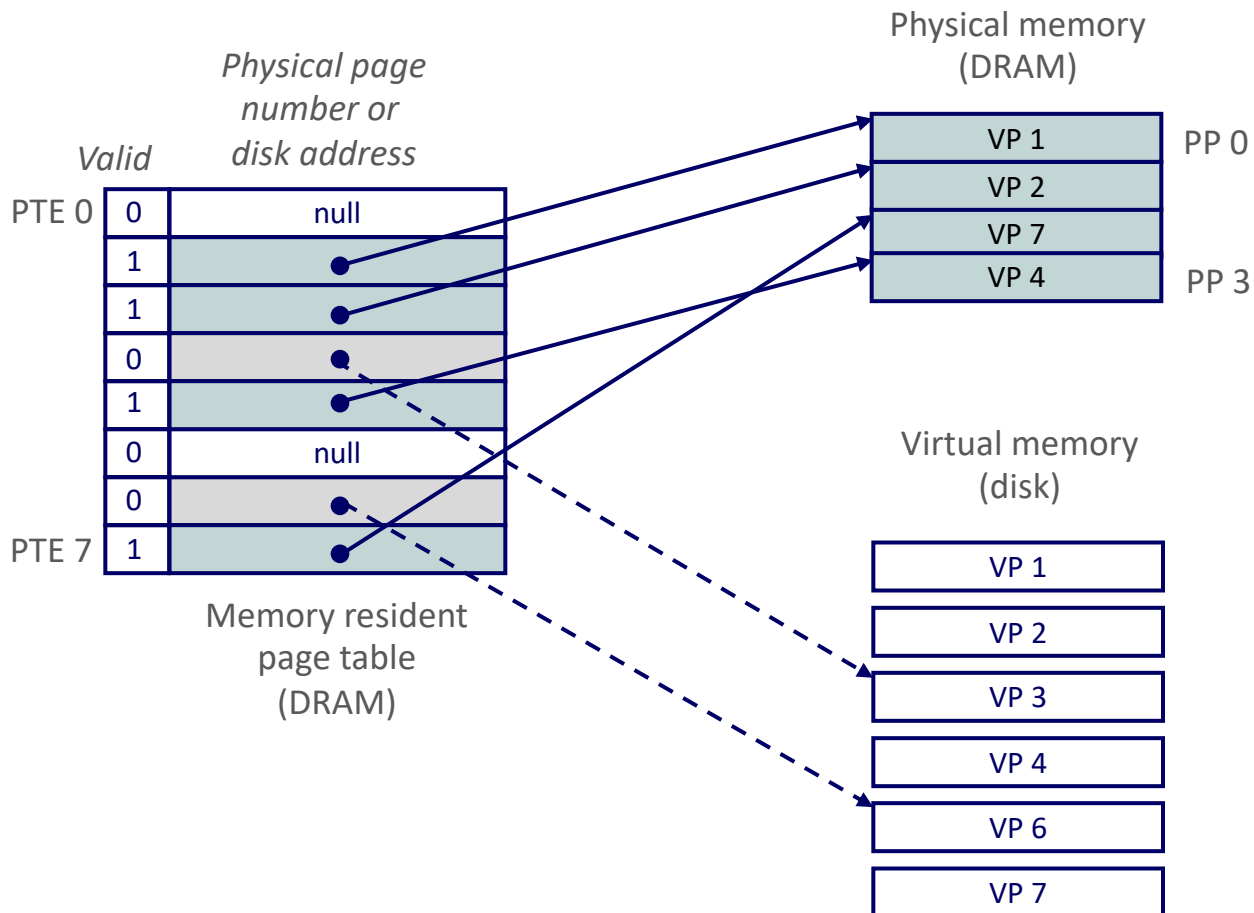 Physical memory
(DRAM)
Physical page
number or
disk address
Valid
VP 1 PP 0
VP 2
VP 7
VP 4 PP 3
PTE 0 0 null
1
1
0
1
0 null
0
PTE 7 1
Memory resident
page table
(DRAM)
Virtual memory
(disk)
VP 1
VP 2
VP 3
VP 4
VP 6
VP 7